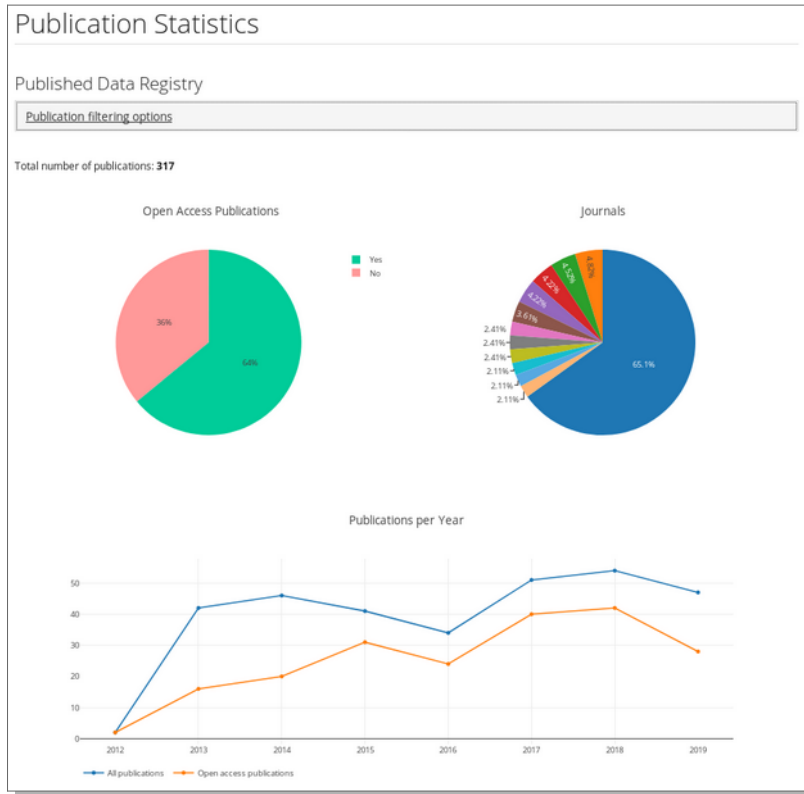 Publication Statistics
Published Data Registry
Publication filtering options
Total number of publications: 317
Open Access Publications
Yes
No
36%
64%
Journals
4.82%
4.52%
4.22%
4.22%
3.61%
2.41%
2.41%
2.41%
2.11%
2.11%
2.11%
65.1%
Publications per Year
50
40
30
20
10
0
2012 2013 2014 2015 2016 2017 2018 2019
All publications Open access publications